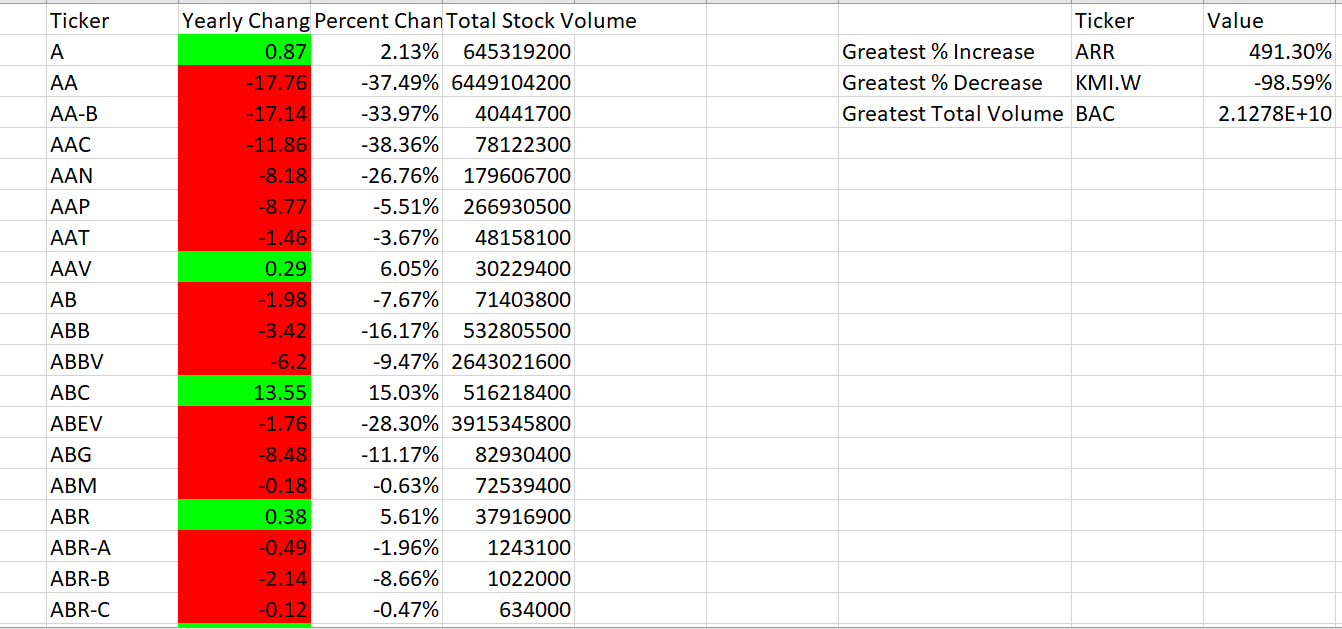 Ticker Yearly Chang Percent Chan Total Stock Volume Ticker Value
A 0.87 2.13% 645319200 Greatest % Increase ARR 491.30%
AA -17.76 -37.49% 6449104200 Greatest % Decrease KMI.W -98.59%
AA-B -17.14 -33.97% 40441700 Greatest Total Volume BAC 2.1278E+10
AAC -11.86 -38.36% 78122300
AAN -8.18 -26.76% 179606700
AAP -8.77 -5.51% 266930500
AAT -1.46 -3.67% 48158100
AAV 0.29 6.05% 30229400
AB -1.98 -7.67% 71403800
ABB -3.42 -16.17% 532805500
ABBV -6.2 -9.47% 2643021600
ABC 13.55 15.03% 516218400
ABEV -1.76 -28.30% 3915345800
ABG -8.48 -11.17% 82930400
ABM -0.18 -0.63% 72539400
ABR 0.38 5.61% 37916900
ABR-A -0.49 -1.96% 1243100
ABR-B -2.14 -8.66% 1022000
ABR-C -0.12 -0.47% 634000